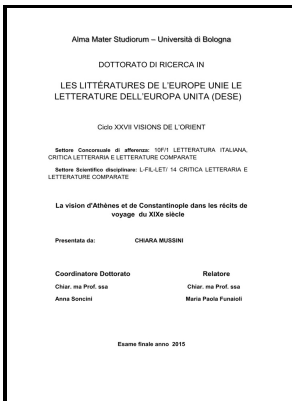 Alma Mater Studiorum – Università di Bologna
DOTTORATO DI RICERCA IN
LES LITTÉRATURES DE L'EUROPE UNIE LE
LETTERATURE DELL'EUROPA UNITA (DESE)
Ciclo XXVII VISIONS DE L'ORIENT
Settore Concorsuale di afferenza: 10F/1 LETTERATURA ITALIANA,
CRITICA LETTERARIA E LETTERATURE COMPARATE
Settore Scientifico disciplinare: L-FIL-LET/ 14 CRITICA LETTERARIA E
LETTERATURE COMPARATE
La vision d'Athènes et de Constantinople dans les récits de
voyage du XIXe siècle
Presentata da: CHIARA MUSSINI
Coordinatore Dottorato Relatore
Chiar. ma Prof. ssa Chiar. ma Prof. ssa
Anna Soncini Maria Paola Funaioli
Esame finale anno 2015